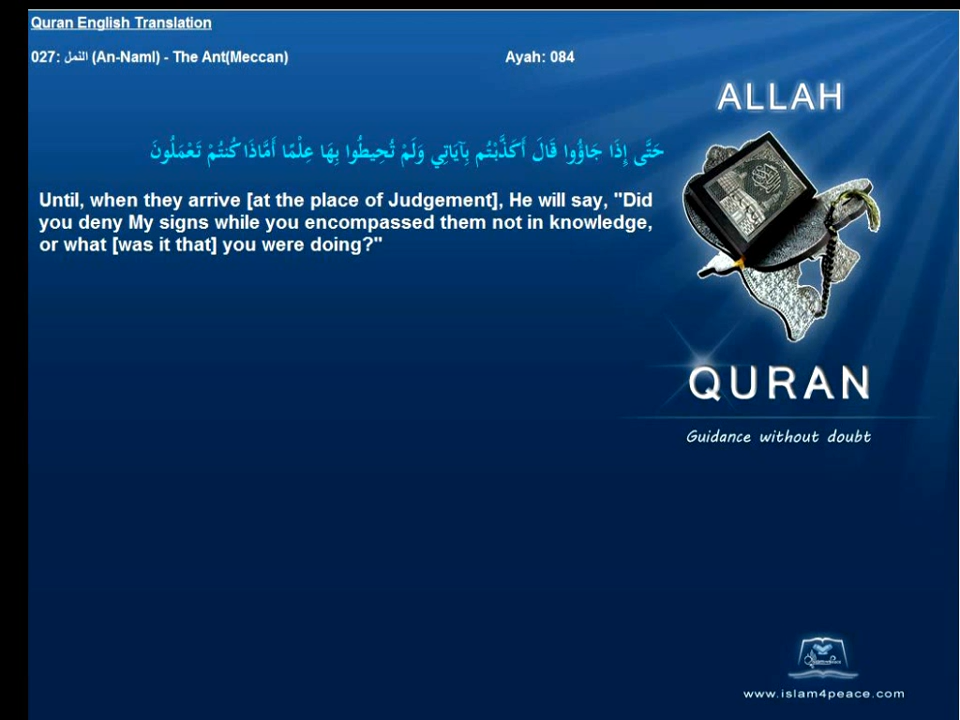 Quran English Translation
027: النمل (An-Naml) - The Ant(Meccan) Ayah: 084
ALLAH
حَتَّى إِذَا جَاؤُوا قَالَ أَكَذَّبْتُم بِآيَاتِي وَلَمْ تُحِيطُوا بِهَا عِلْمًا أَمَّاذَا كُنتُمْ تَعْمَلُونَ
Until, when they arrive [at the place of Judgement], He will say, "Did
you deny My signs while you encompassed them not in knowledge,
or what [was it that] you were doing?"
QURAN
Guidance without doubt
www.islam4peace.com